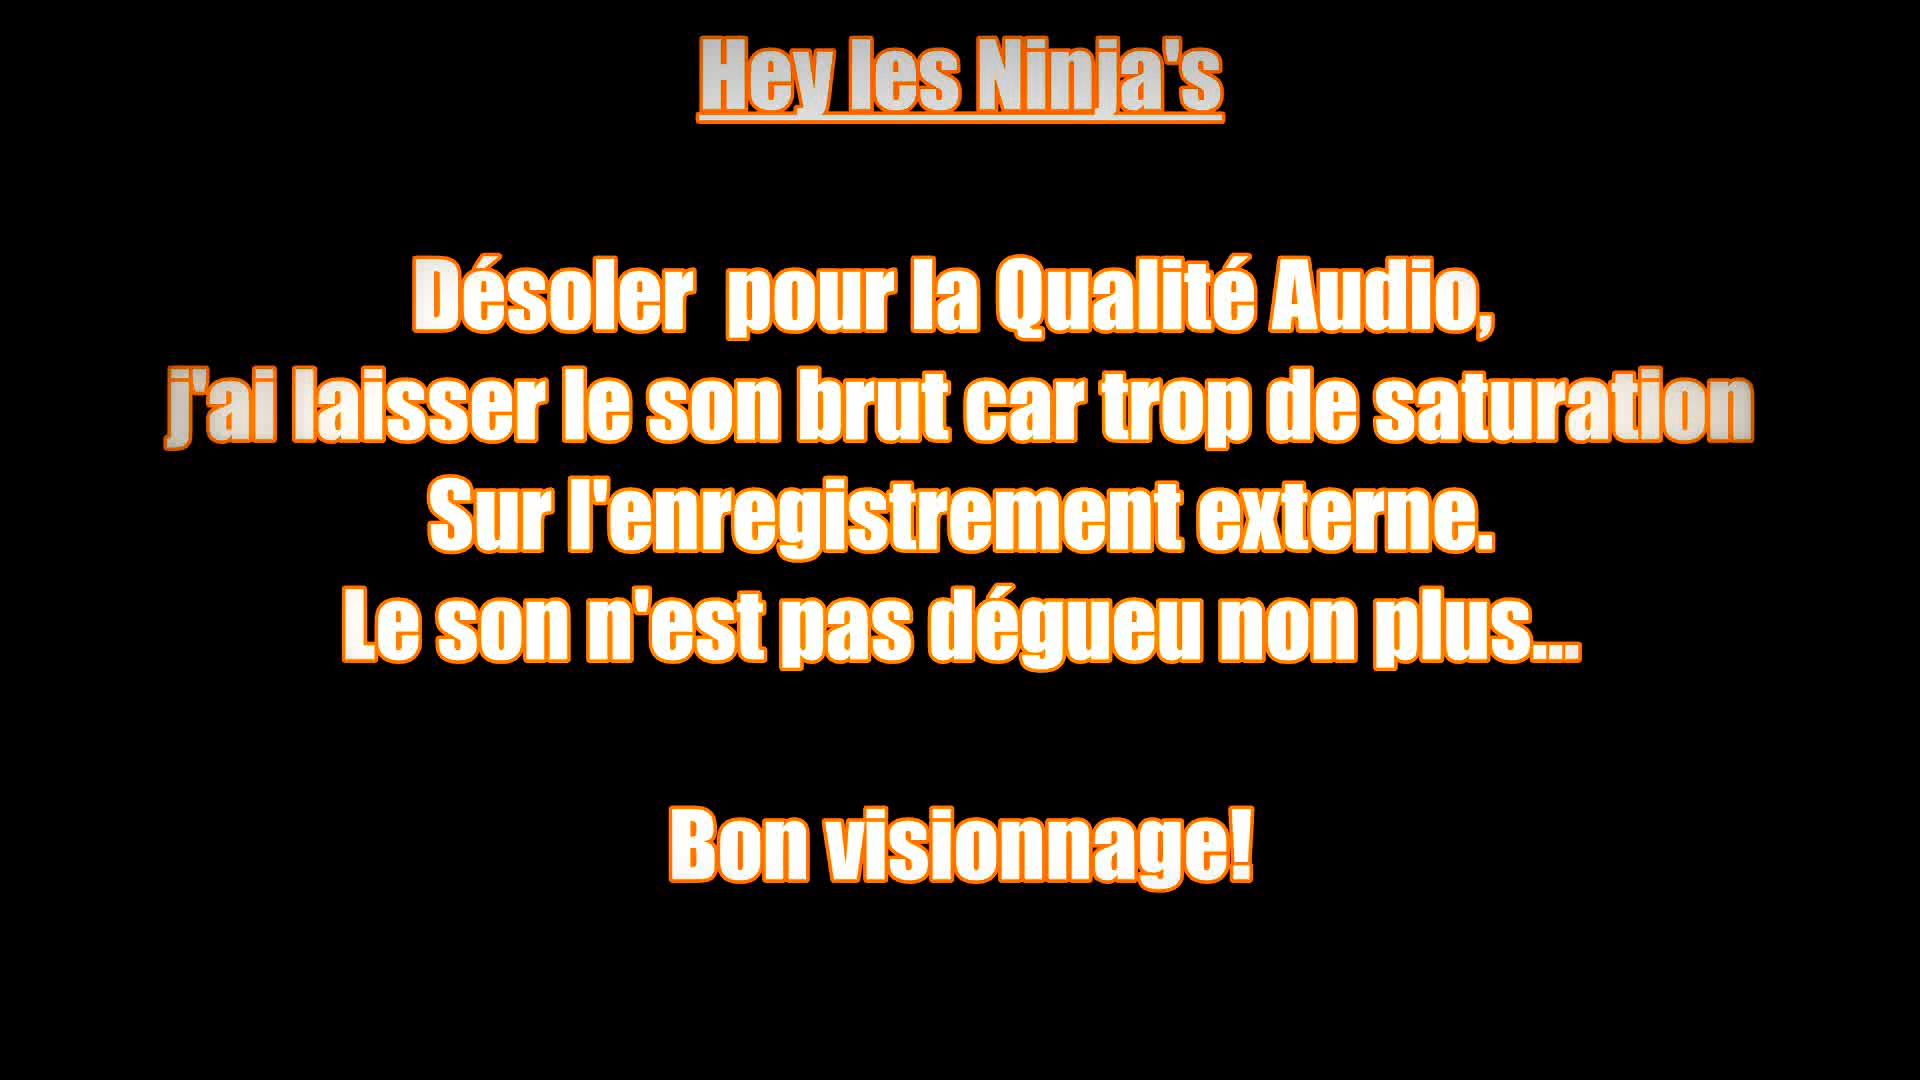 Hey les Ninja's
Désoler pour la Qualité Audio,
j'ai laisser le son brut car trop de saturation
Sur l'enregistrement externe.
Le son n'est pas dégueu non plus...
Bon visionnage!